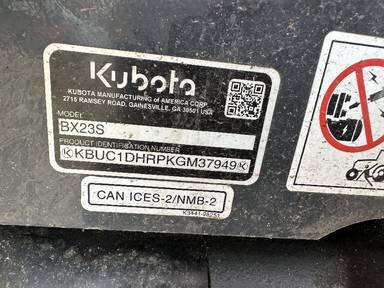 Kubota
KUBOTA MANUFACTURING of AMERICA CORP.
2715 RAMSEY ROAD, GAINESVILLE, GA 30501 USA
MODEL
BX23S
PRODUCT IDENTIFICATION NUMBER
KBUC1DHRPKGM37949
CAN ICES-2/NMB-2